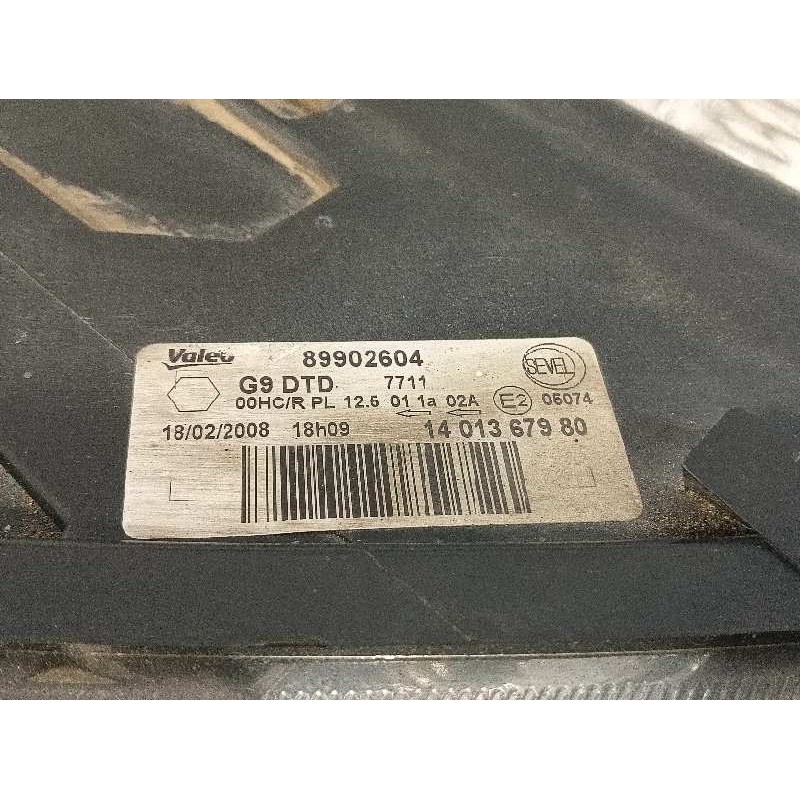 Valeo 89902604 SEVEL
G9 DTD 7711
00HC/R PL 12.5 01 1a 02A E2 06074
18/02/2008 18h09 14 013 679 80